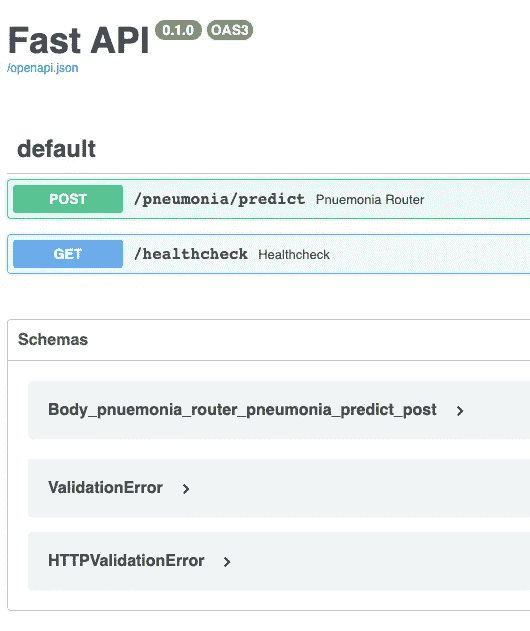 Fast API 0.1.0 OAS3
/openapi.json
default
POST /pneumonia/predict Pnuemonia Router
GET /healthcheck Healthcheck
Schemas
Body_pnuemonia_router_pneumonia_predict_post
ValidationError
HTTPValidationError